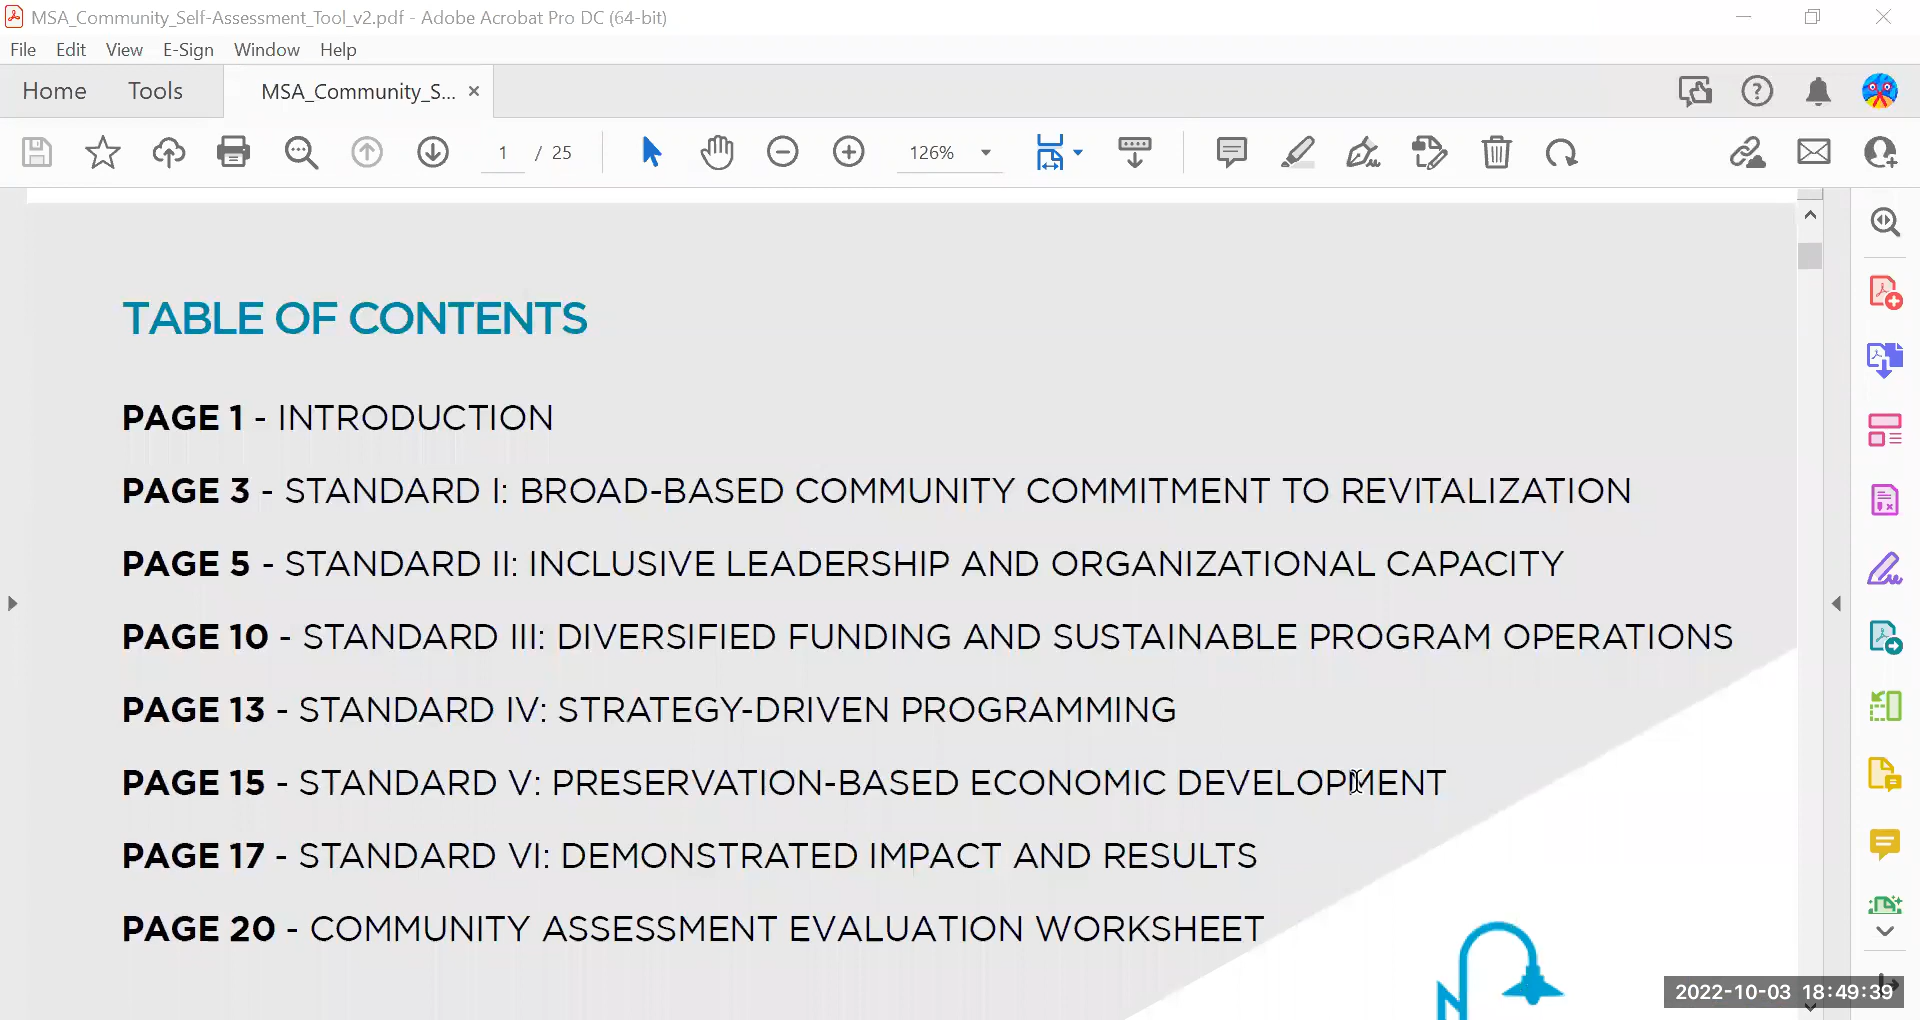 MSA_Community_Self-Assessment_Tool_v2.pdf - Adobe Acrobat Pro DC (64-bit)
File Edit View E-Sign Window Help
Home Tools MSA_Community_S... ×
1 / 25 126%
TABLE OF CONTENTS
PAGE 1 - INTRODUCTION
PAGE 3 - STANDARD I: BROAD-BASED COMMUNITY COMMITMENT TO REVITALIZATION
PAGE 5 - STANDARD II: INCLUSIVE LEADERSHIP AND ORGANIZATIONAL CAPACITY
PAGE 10 - STANDARD III: DIVERSIFIED FUNDING AND SUSTAINABLE PROGRAM OPERATIONS
PAGE 13 - STANDARD IV: STRATEGY-DRIVEN PROGRAMMING
PAGE 15 - STANDARD V: PRESERVATION-BASED ECONOMIC DEVELOPMENT
PAGE 17 - STANDARD VI: DEMONSTRATED IMPACT AND RESULTS
PAGE 20 - COMMUNITY ASSESSMENT EVALUATION WORKSHEET
2022-10-03 18:49:39